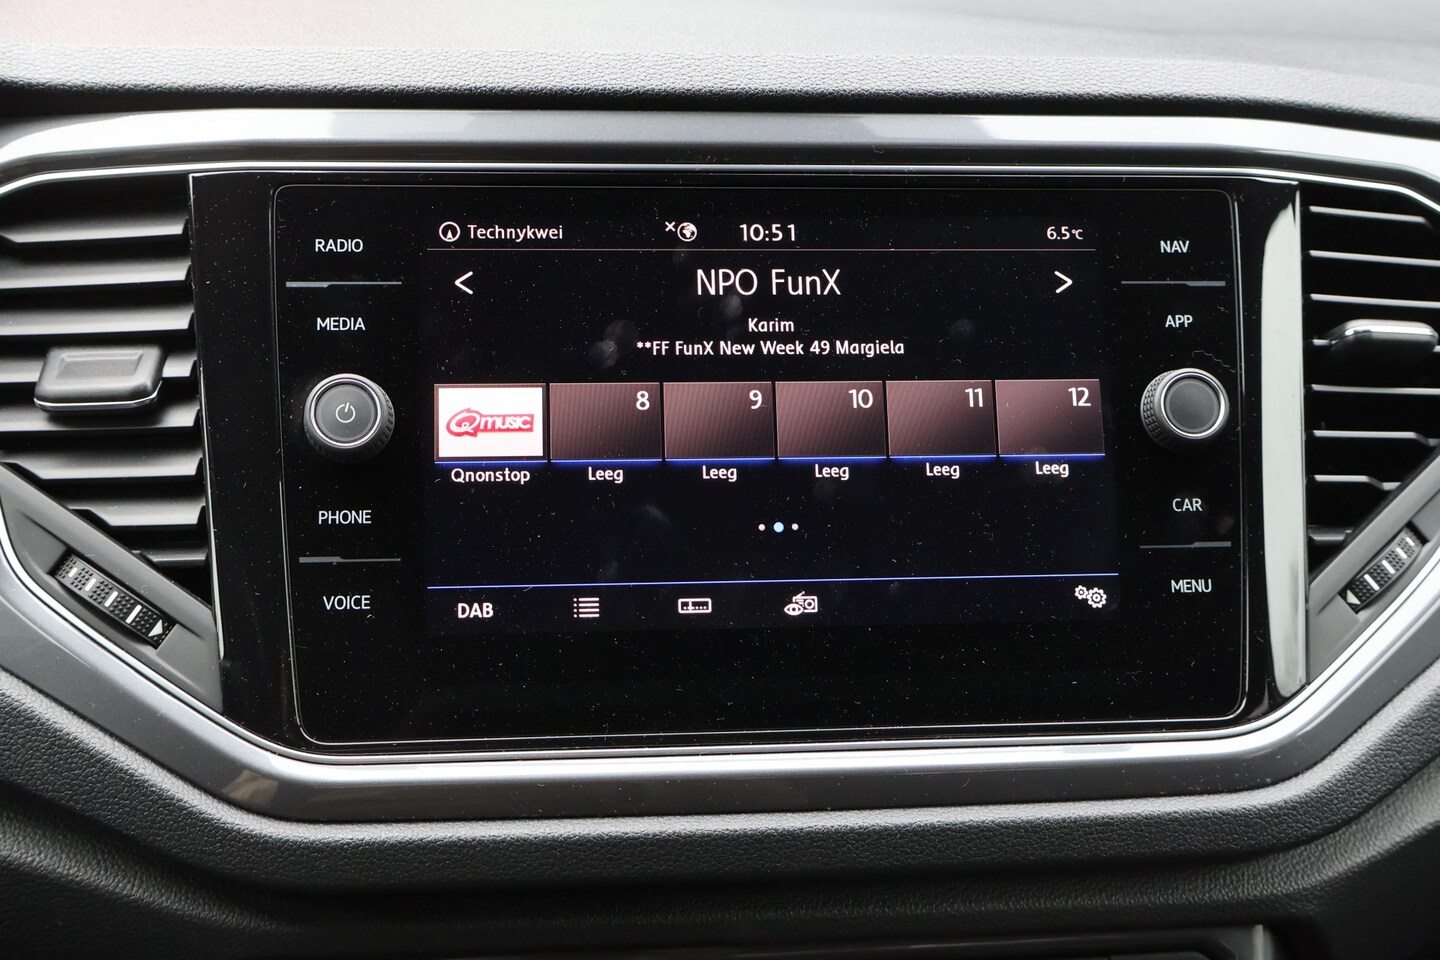 RADIO
MEDIA
PHONE
VOICE
Technykwei
10:51
6.5°C
< NPO FunX >
Karim
**FF FunX New Week 49 Margiela
Qmusic
8
9
10
11
12
Qnonstop
Leeg
Leeg
Leeg
Leeg
Leeg
DAB
NAV
APP
CAR
MENU